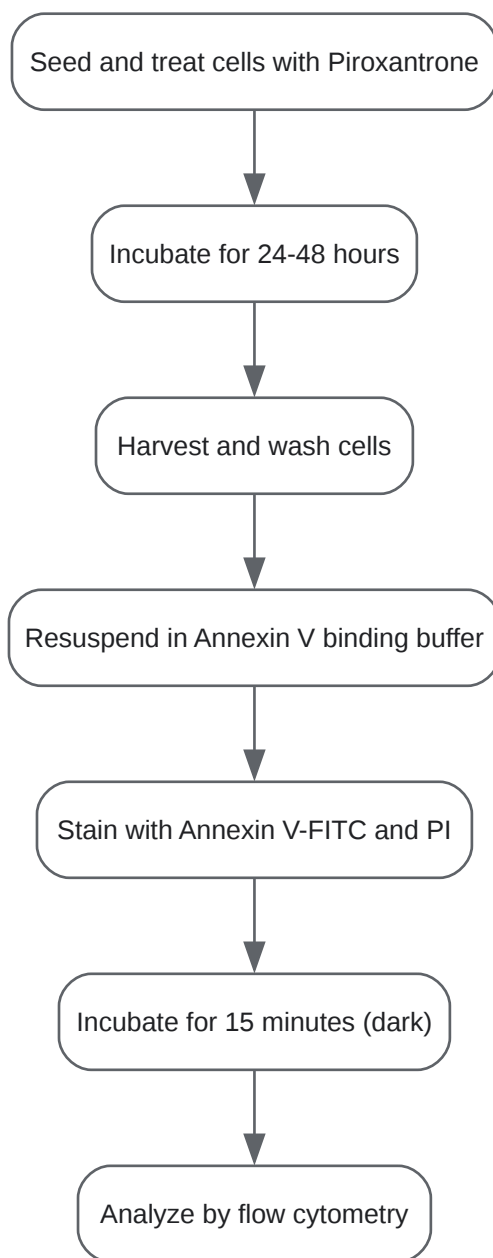 Seed and treat cells with Piroxantrone
Incubate for 24-48 hours
Harvest and wash cells
Resuspend in Annexin V binding buffer
Stain with Annexin V-FITC and PI
Incubate for 15 minutes (dark)
Analyze by flow cytometry